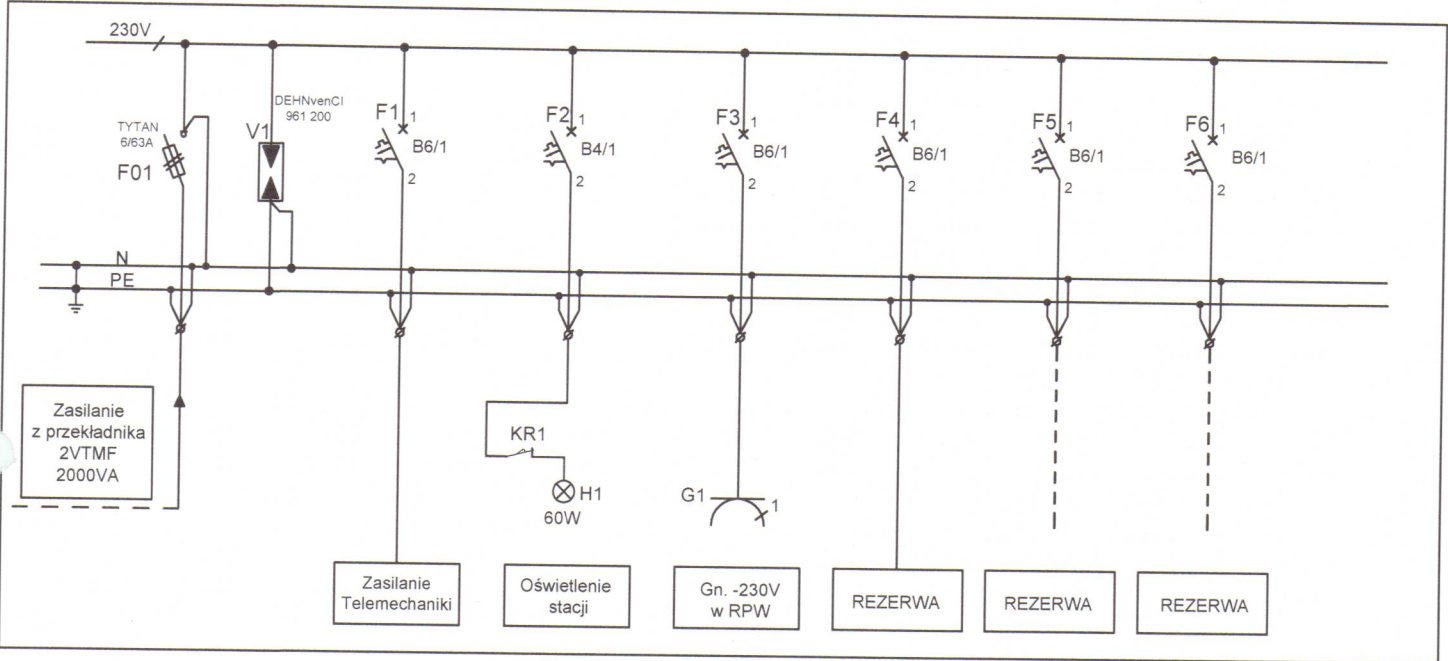 230V
TYTAN
6/63A
F01
V1
DEHNvenCI
961 200
F1
1
B6/1
2
F2
1
B4/1
2
F3
1
B6/1
2
F4
1
B6/1
2
F5
1
B6/1
2
F6
1
B6/1
2
N
PE
Zasilanie
z przekładnika
2VTMF
2000VA
KR1
H1
60W
G1
1
Zasilanie
Telemechaniki
Oświetlenie
stacji
Gn. -230V
w RPW
REZERWA
REZERWA
REZERWA